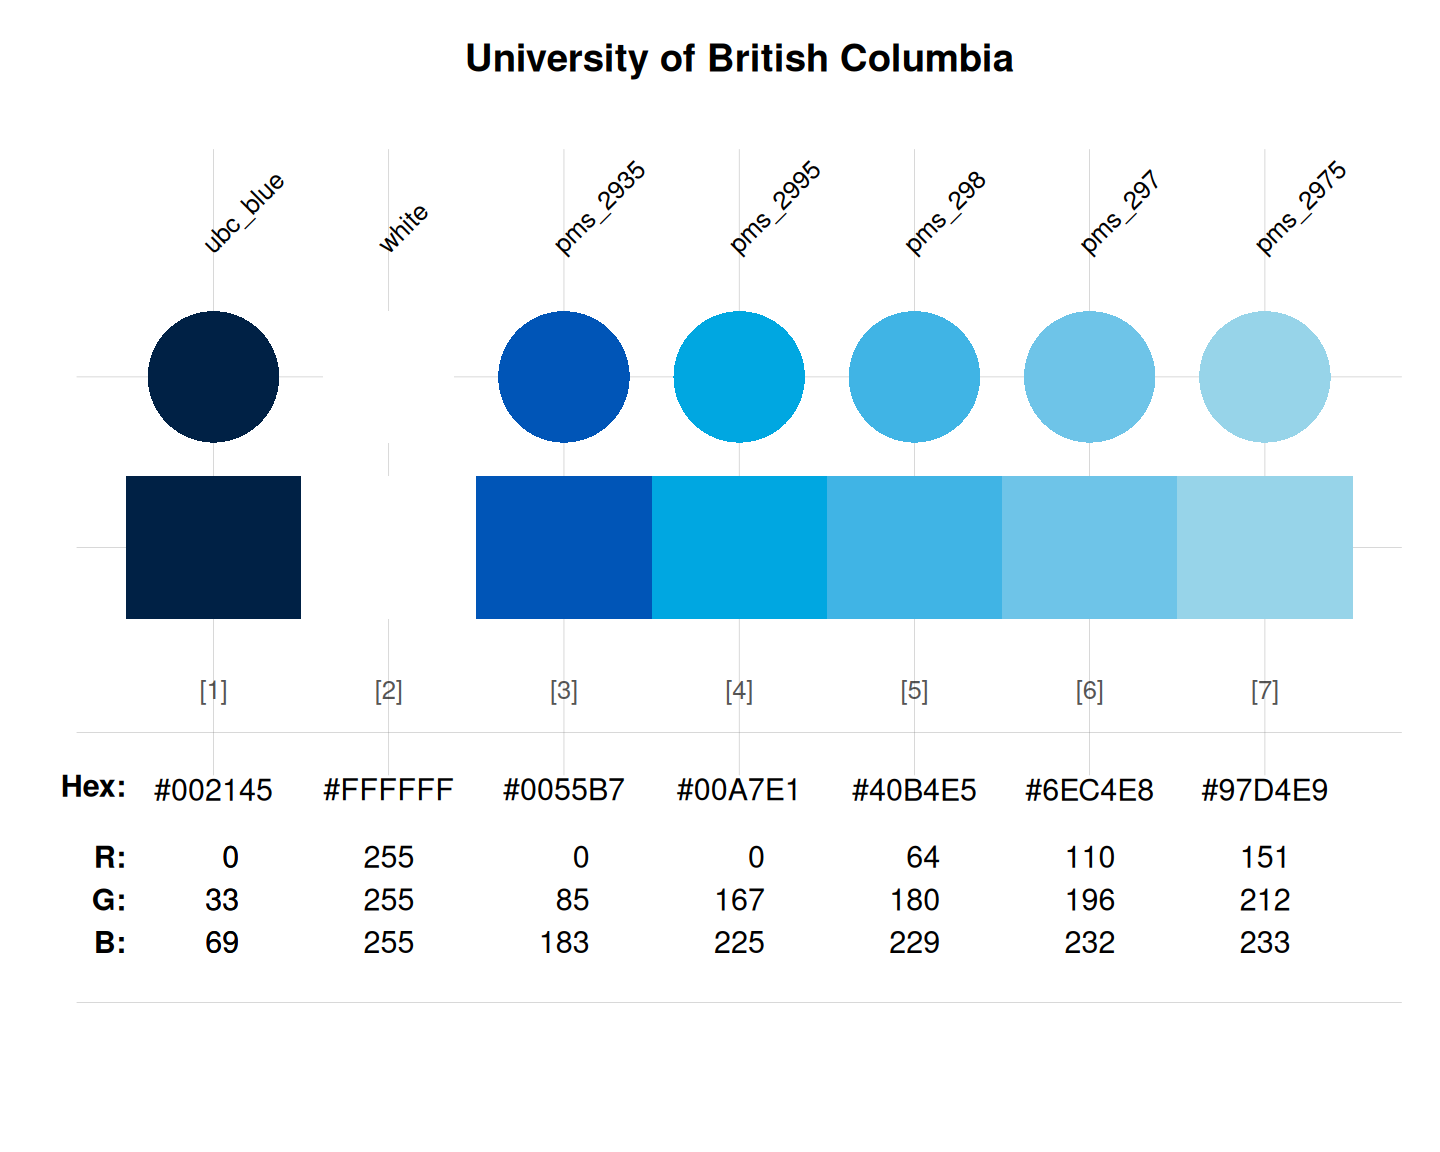 University of British Columbia
ubc_blue white pms_2935 pms_2995 pms_298 pms_297 pms_2975
[1] [2] [3] [4] [5] [6] [7]
Hex: #002145 #FFFFFF #0055B7 #00A7E1 #40B4E5 #6EC4E8 #97D4E9
R: 0 255 0 0 64 110 151
G: 33 255 85 167 180 196 212
B: 69 255 183 225 229 232 233